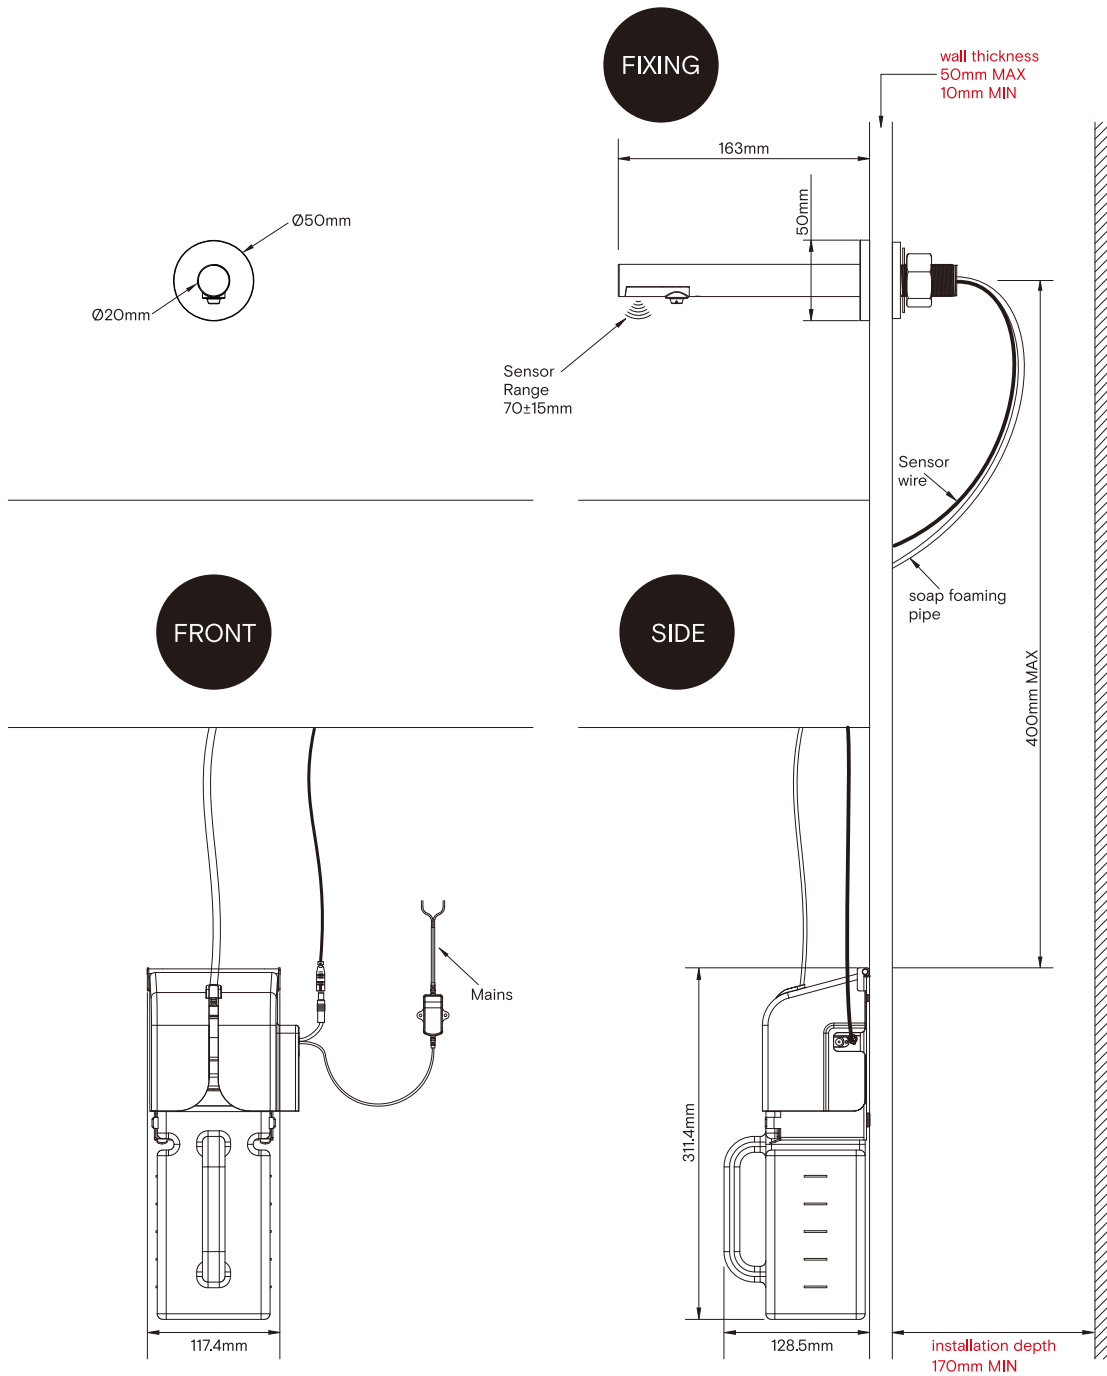 FIXING
wall thickness
50mm MAX
10mm MIN
163mm
50mm
Ø50mm
Ø20mm
Sensor
Range
70±15mm
Sensor
wire
soap foaming
pipe
FRONT
SIDE
400mm MAX
Mains
311.4mm
117.4mm
128.5mm
installation depth
170mm MIN